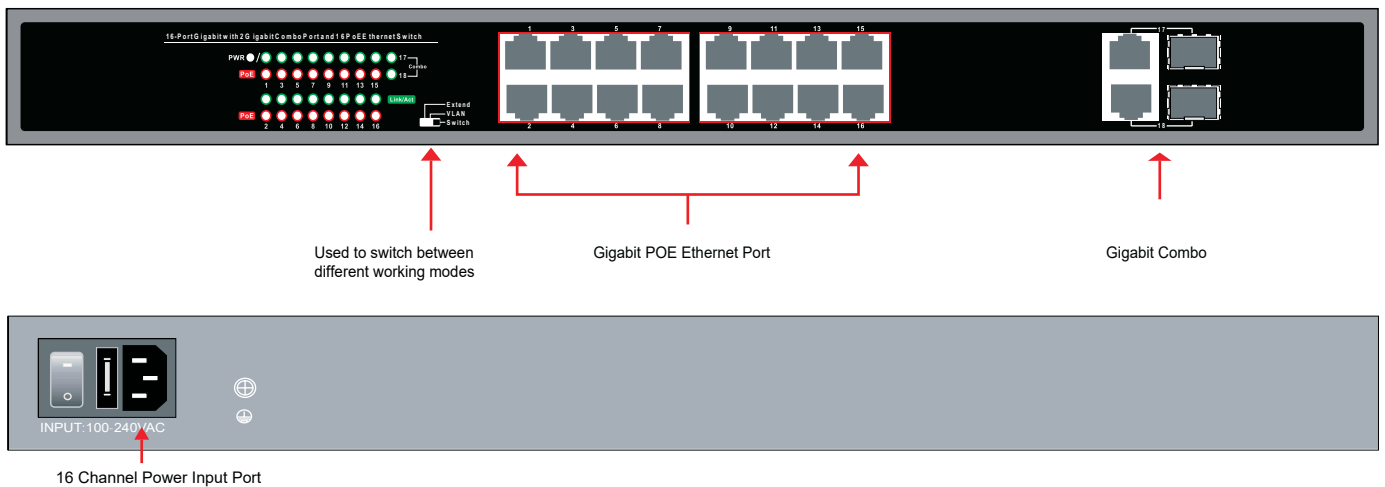 16-Port Gigabit with 2 Gigabit Combo Port and 16 PoE Ethernet Switch
1 3 5 7 9 11 13 15
17
PWR / 17
Combo
PoE 18
1 3 5 7 9 11 13 15
Link/Act
PoE
2 4 6 8 10 12 14 16
Extend
VLAN
Switch
2 4 6 8 10 12 14 16
18
Used to switch between
different working modes
Gigabit POE Ethernet Port
Gigabit Combo
INPUT:100-240VAC
16 Channel Power Input Port